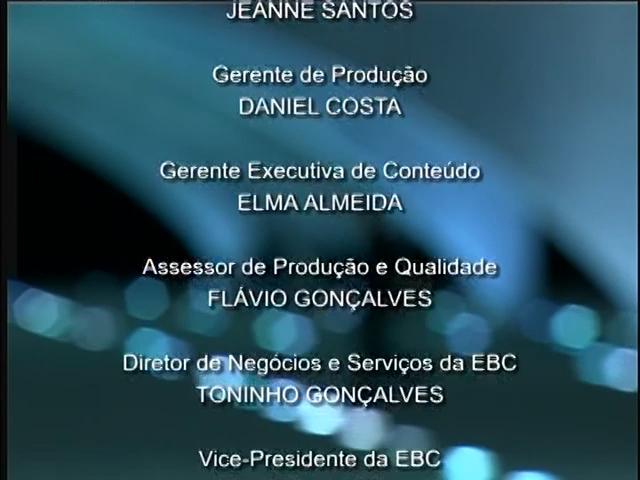 JEANNE SANTOS
Gerente de Produção
DANIEL COSTA
Gerente Executiva de Conteúdo
ELMA ALMEIDA
Assessor de Produção e Qualidade
FLÁVIO GONÇALVES
Diretor de Negócios e Serviços da EBC
TONINHO GONÇALVES
Vice-Presidente da EBC